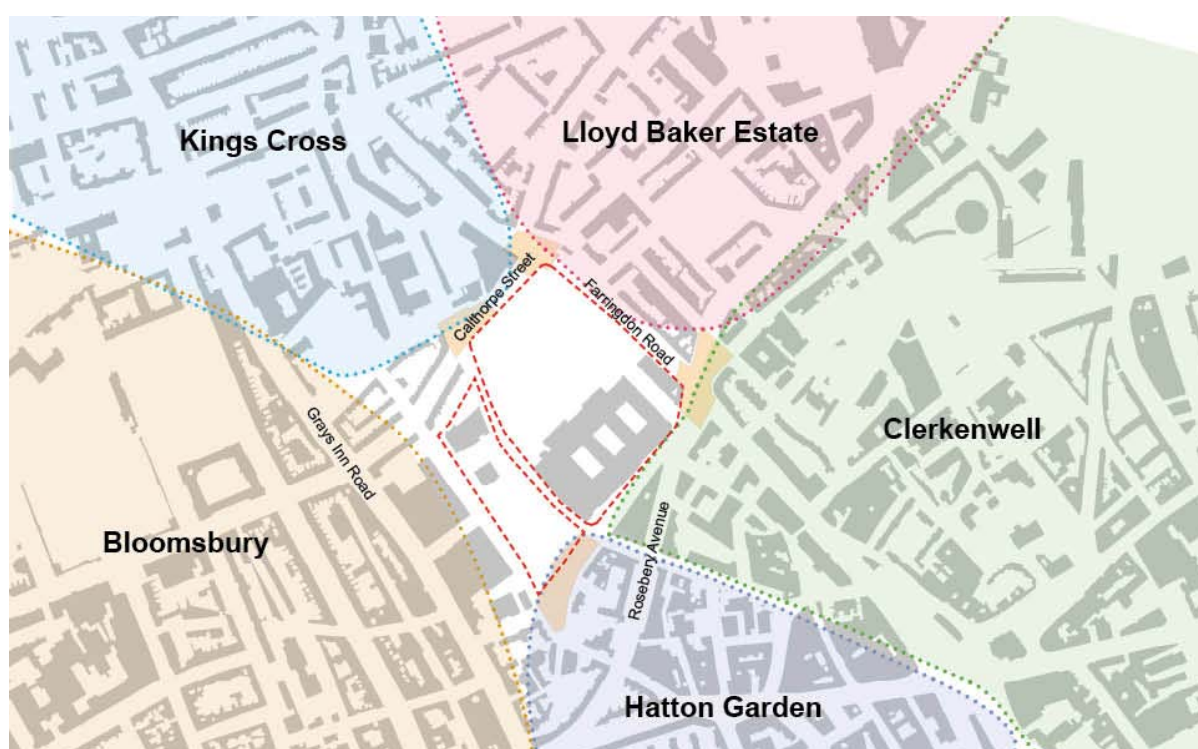 Kings Cross
Lloyd Baker Estate
Calthorpe Street
Farringdon Road
Grays Inn Road
Clerkenwell
Bloomsbury
Rosebery Avenue
Hatton Garden